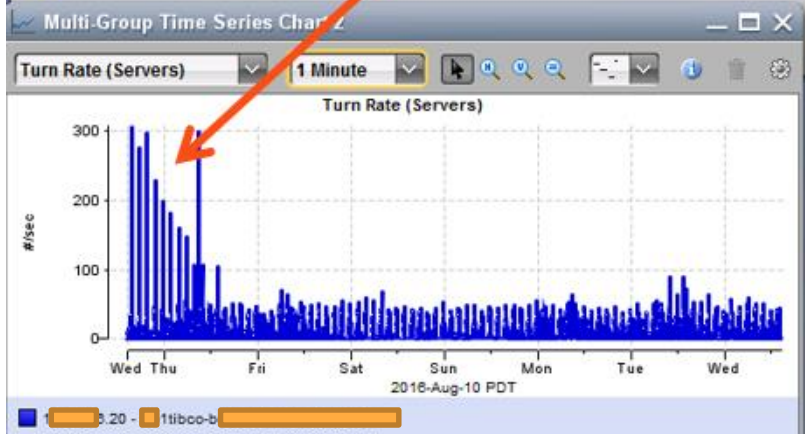 Multi-Group Time Series Chart 2
Turn Rate (Servers) 1 Minute
Turn Rate (Servers)
300
200
100
0
#/sec
Wed Thu Fri Sat Sun Mon Tue Wed
2016-Aug-10 PDT
.20 - 1tibco-b